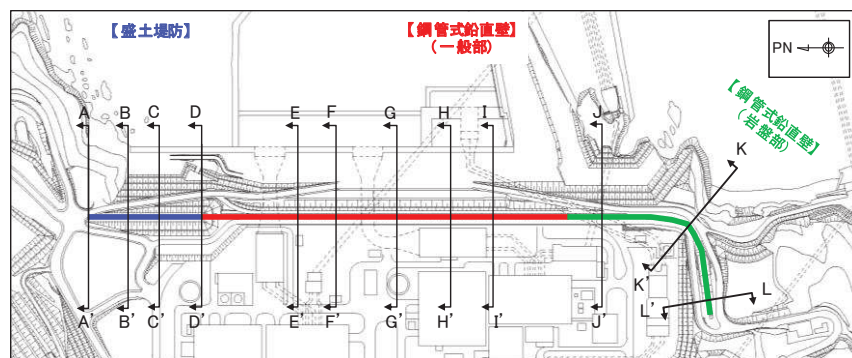 【盛土堤防】
【鋼管式鉛直壁】
(一般部)
PN
【鋼管式鉛直壁】
(岩盤部)
A B C D E F G H I J K
A' B' C' D' E' F' G' H' I' J' K' L' L